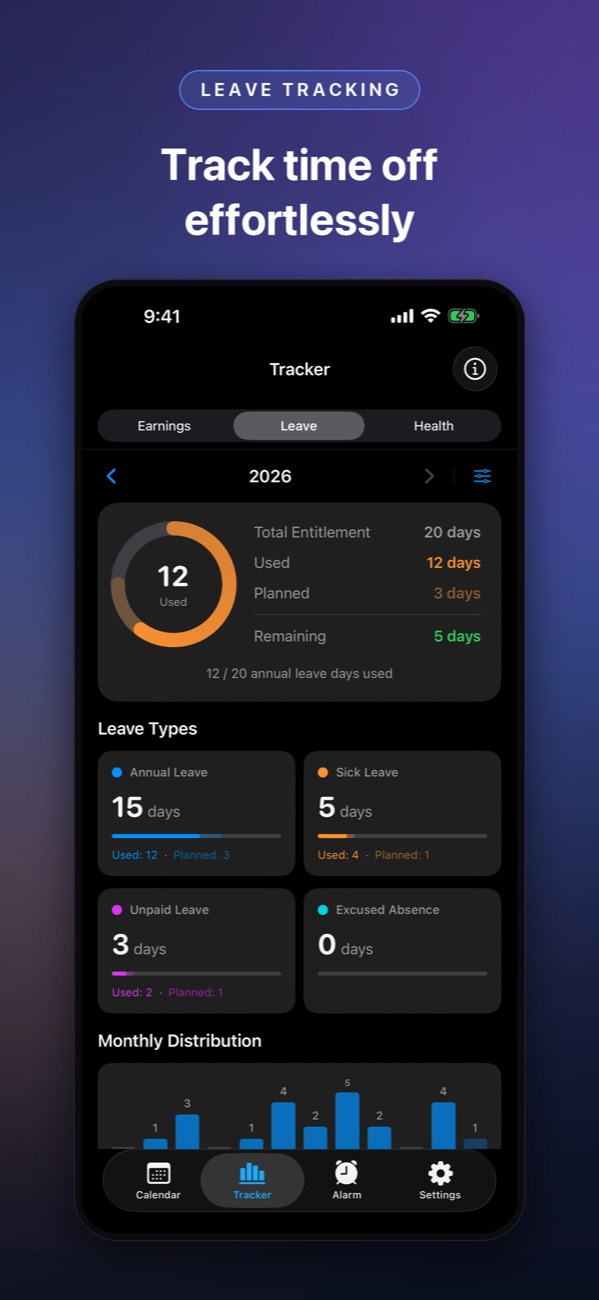 LEAVE TRACKING
Track time off
effortlessly
9:41
Tracker
Earnings Leave Health
2026
12
Used
Total Entitlement 20 days
Used 12 days
Planned 3 days
Remaining 5 days
12 / 20 annual leave days used
Leave Types
Annual Leave
15 days
Used: 12 · Planned: 3
Sick Leave
5 days
Used: 4 · Planned: 1
Unpaid Leave
3 days
Used: 2 · Planned: 1
Excused Absence
0 days
Monthly Distribution
1 3 1 4 2 5 2 4 1
Calendar Tracker Alarm Settings